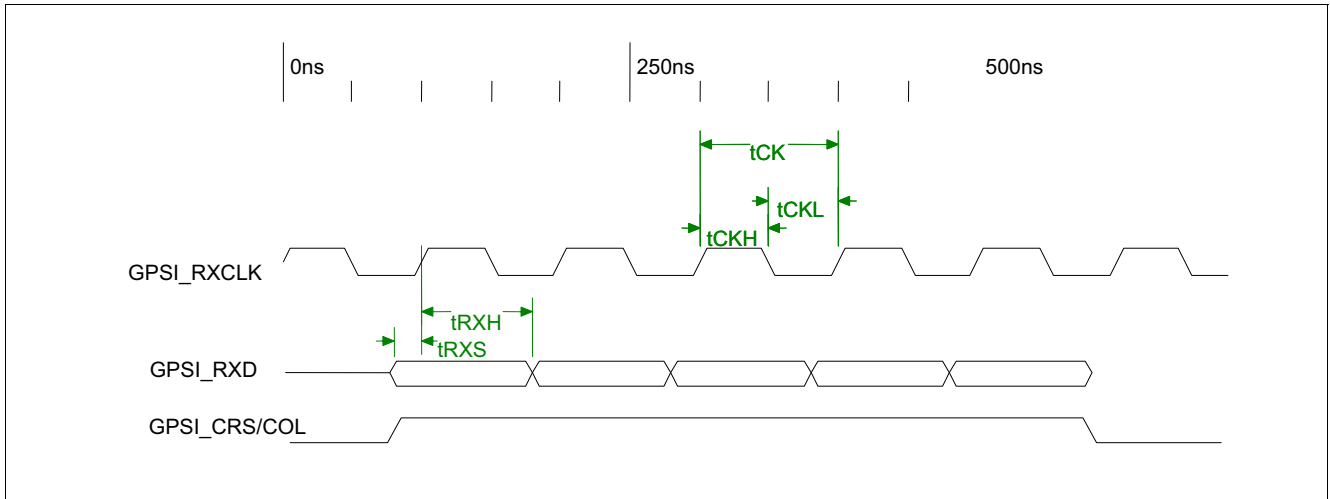 0ns 250ns 500ns
tCK
tCKL
tCKH
GPSI_RXCLK
tRXH
tRXS
GPSI_RXD
GPSI_CRS/COL